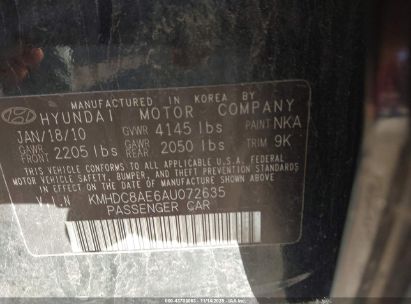 MANUFACTURED IN KOREA BY
HYUNDAI MOTOR COMPANY
JAN/18/10 GVWR 4145 lbs PAINT NKA
GAWR FRONT 2205 lbs GAWR REAR 2050 lbs TRIM 9K
THIS VEHICLE CONFORMS TO ALL APPLICABLE U.S.A. FEDERAL
MOTOR VEHICLE SAFETY, BUMPER, AND THEFT PREVENTION STANDARDS
IN EFFECT ON THE DATE OF MANUFACTURE SHOWN ABOVE.
V.I.N KMHDC8AE6AU072635
PASSENGER CAR